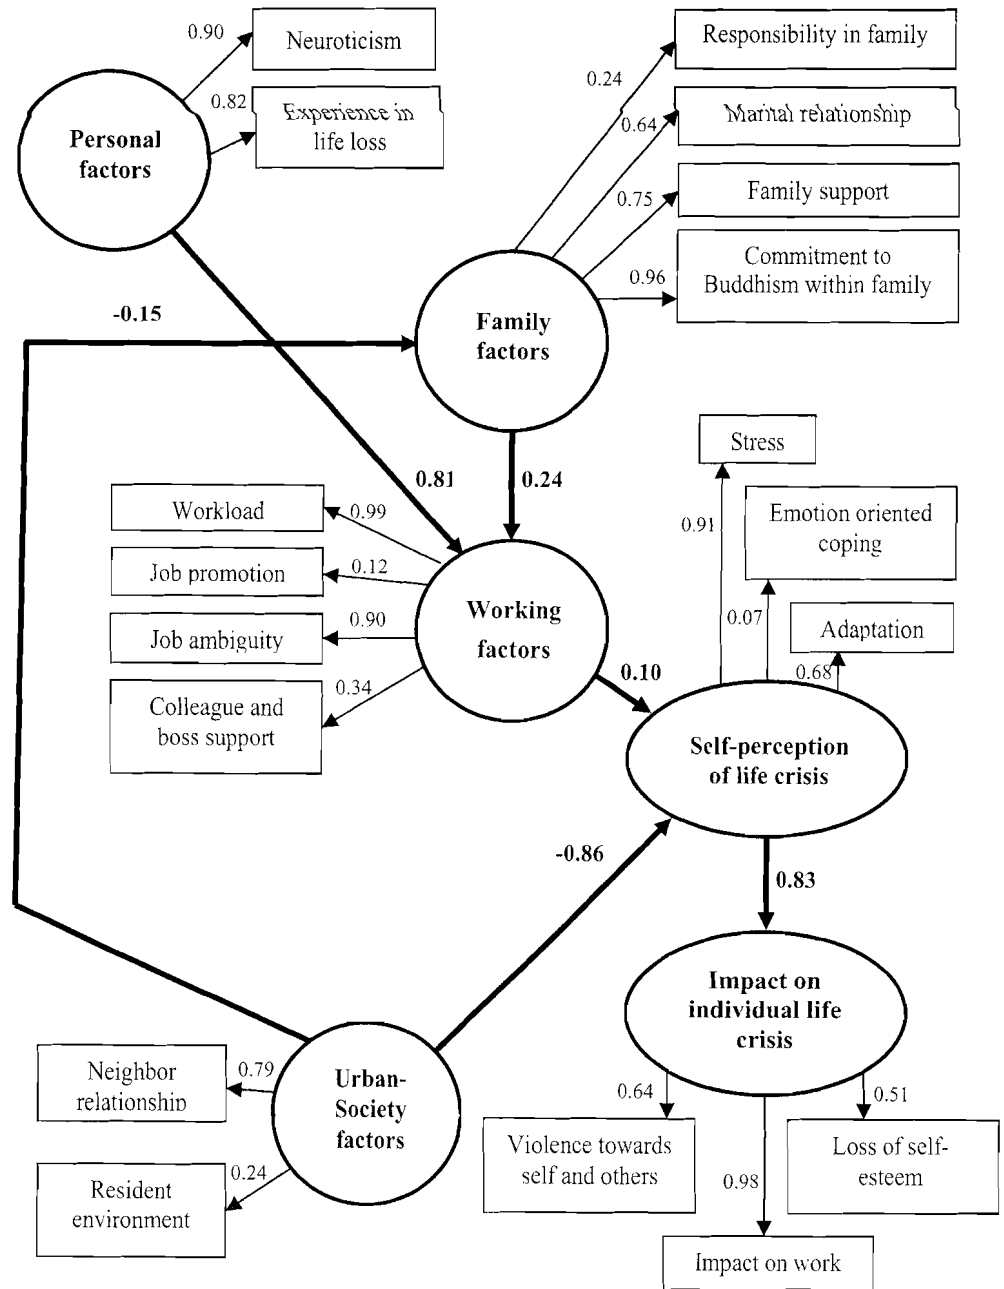 0.90
Neuroticism
Responsibility in family
0.24
0.82
Experience in
life loss
Personal
factors
0.64
Marital relationship
0.75
Family support
0.96
Commitment to
Buddhism within family
-0.15
Family
factors
Stress
0.81
0.24
Workload
0.99
0.91
Emotion oriented
coping
Job promotion
0.12
Job ambiguity
0.90
Working
factors
0.07
Adaptation
0.68
0.10
Colleague and
boss support
0.34
Self-perception
of life crisis
-0.86
0.83
Impact on
individual life
crisis
Neighbor
relationship
0.79
Urban-
Society
factors
0.64
0.51
Violence towards
self and others
0.98
Loss of self-
esteem
0.24
Resident
environment
Impact on work